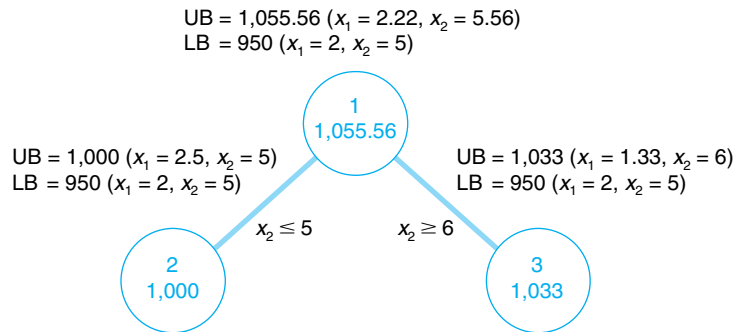 UB = 1,055.56 (x₁ = 2.22, x₂ = 5.56)
LB = 950 (x₁ = 2, x₂ = 5)
1
1,055.56
UB = 1,000 (x₁ = 2.5, x₂ = 5)
LB = 950 (x₁ = 2, x₂ = 5)
UB = 1,033 (x₁ = 1.33, x₂ = 6)
LB = 950 (x₁ = 2, x₂ = 5)
x₂ ≤ 5
x₂ ≥ 6
2
1,000
3
1,033